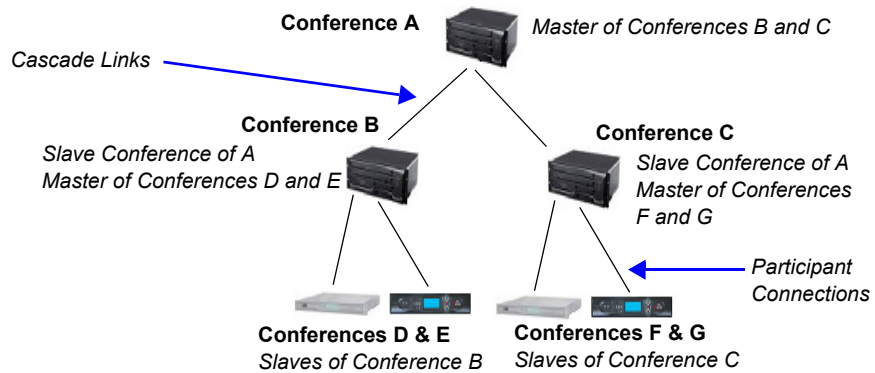 Conference A
Master of Conferences B and C
Cascade Links
Conference B
Slave Conference of A
Master of Conferences D and E
Conference C
Slave Conference of A
Master of Conferences
F and G
Participant
Connections
Conferences D & E
Slaves of Conference B
Conferences F & G
Slaves of Conference C